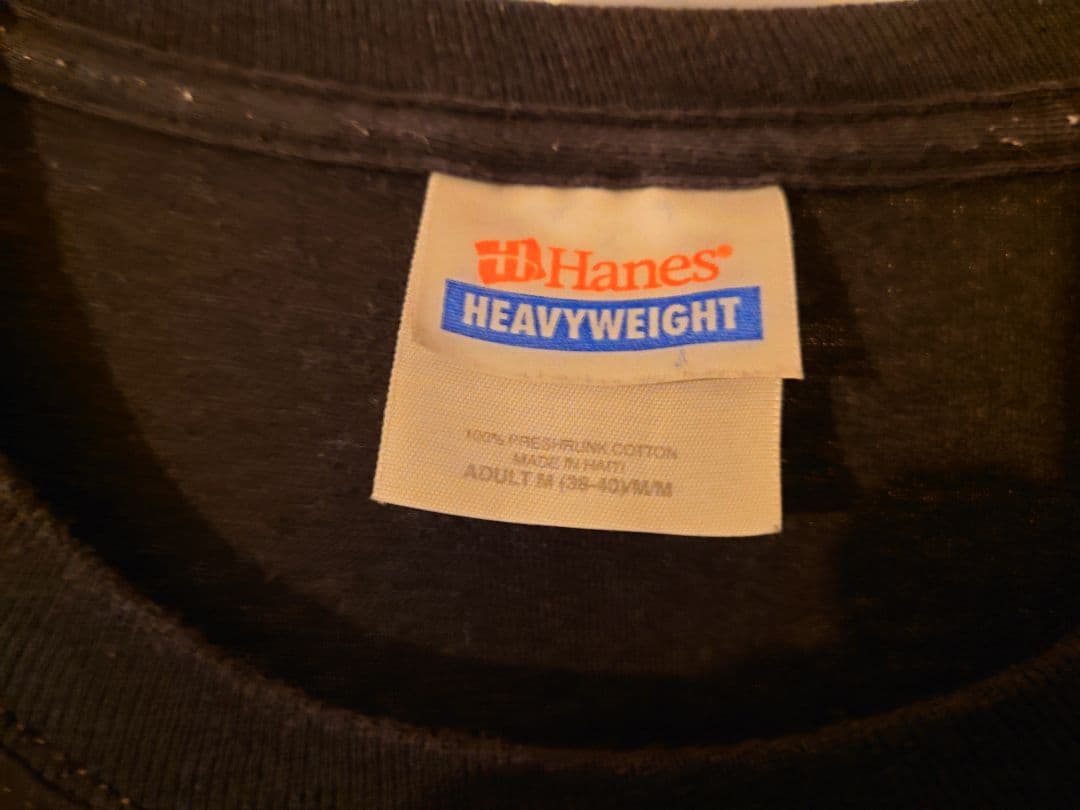 Hanes®
HEAVYWEIGHT
100% PRESHRUNK COTTON
MADE IN HAITI
ADULT M (38-40)/M/M